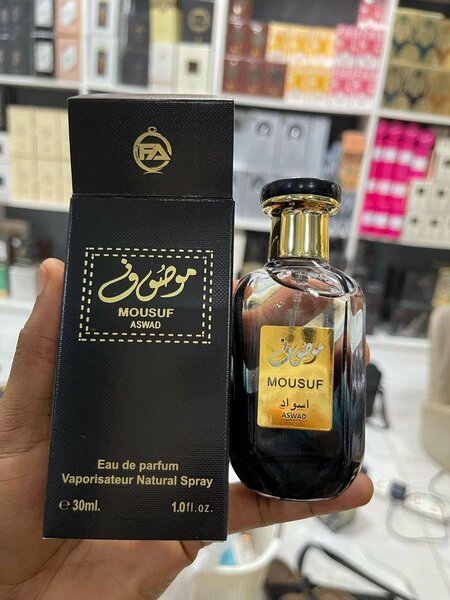 FA
موصوف
MOUSUF
ASWAD
Eau de parfum
Vaporisateur Natural Spray
℮ 30ml. 1.0fl.oz.
موصوف
MOUSUF
اسواد
ASWAD